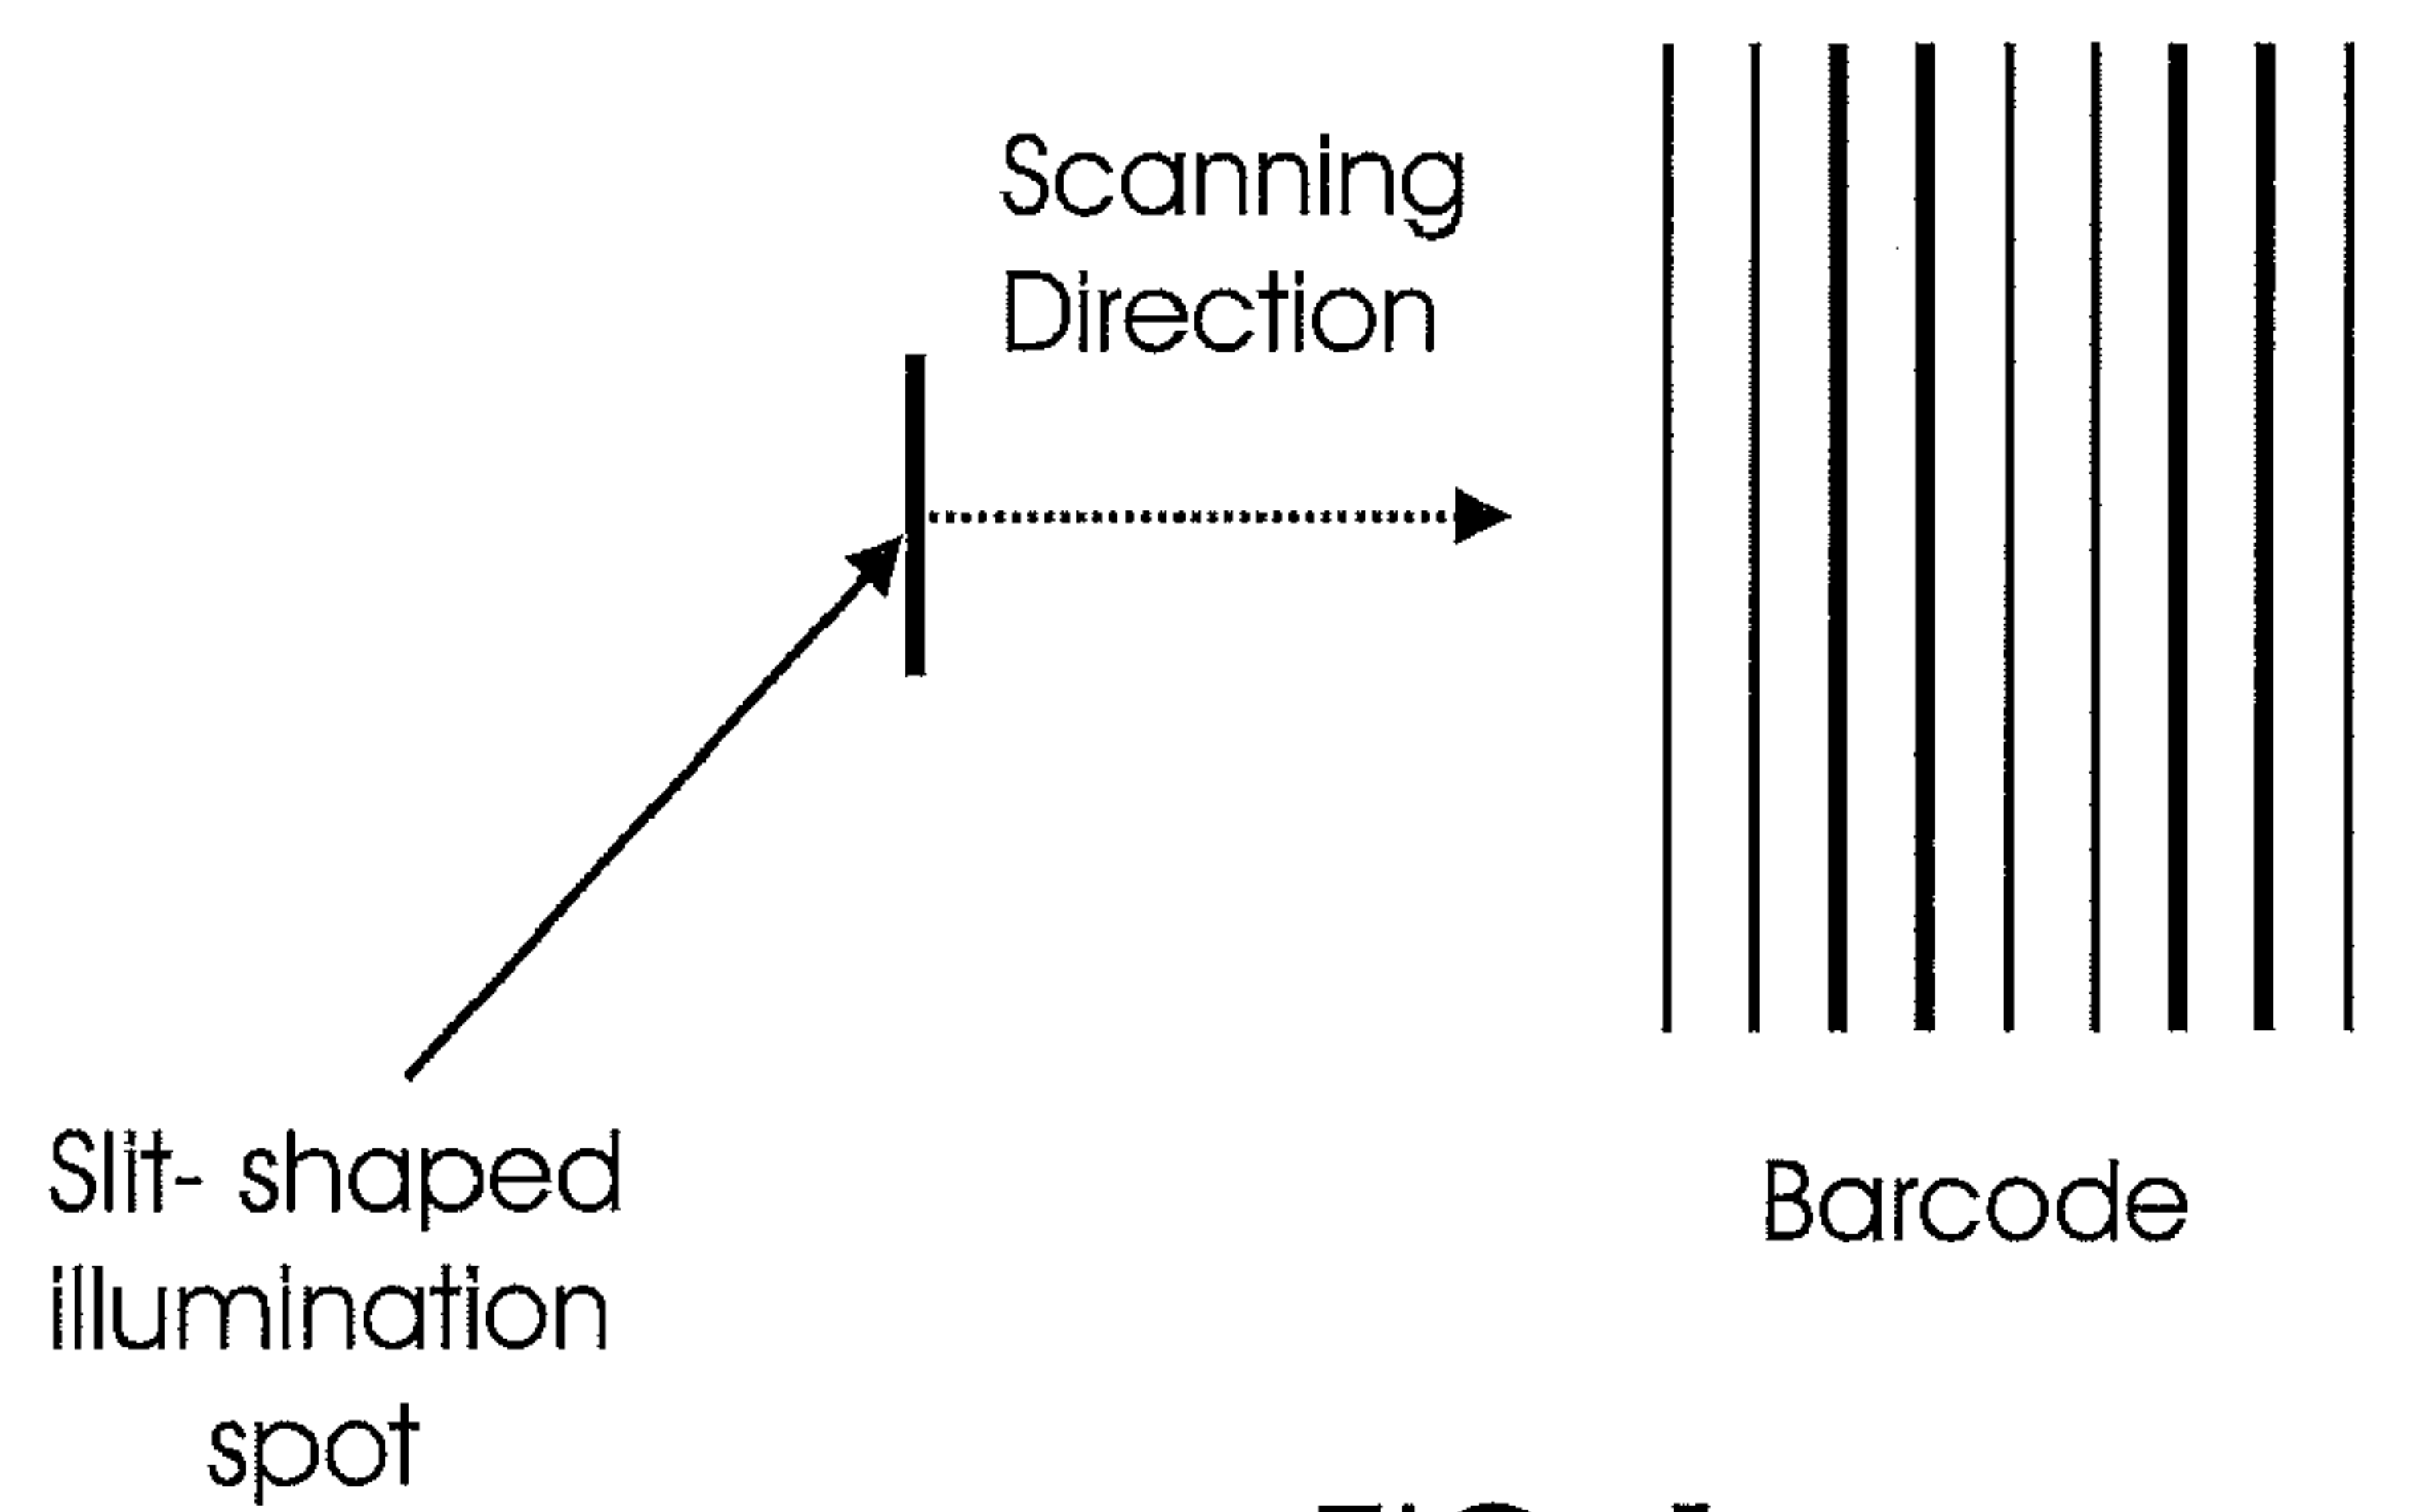 Scanning
Direction
Slit- shaped
illumination
spot
Barcode